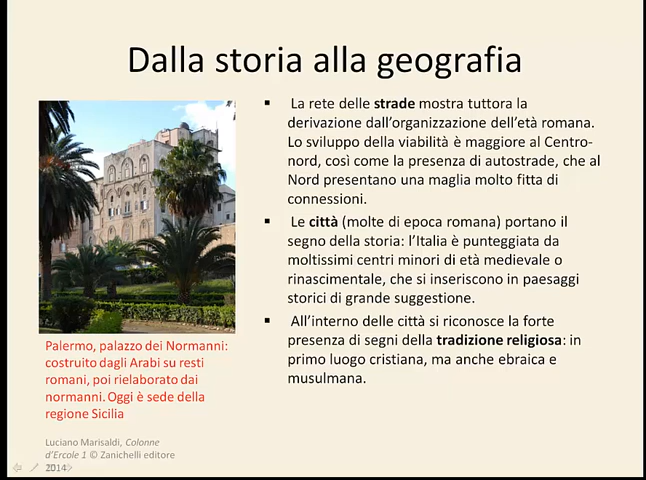 Dalla storia alla geografia
▪ La rete delle strade mostra tuttora la
derivazione dall'organizzazione dell'età romana.
Lo sviluppo della viabilità è maggiore al Centro-
nord, così come la presenza di autostrade, che al
Nord presentano una maglia molto fitta di
connessioni.
▪ Le città (molte di epoca romana) portano il
segno della storia: l'Italia è punteggiata da
moltissimi centri minori di età medievale o
rinascimentale, che si inseriscono in paesaggi
storici di grande suggestione.
▪ All'interno delle città si riconosce la forte
presenza di segni della tradizione religiosa: in
primo luogo cristiana, ma anche ebraica e
musulmana.
Palermo, palazzo dei Normanni:
costruito dagli Arabi su resti
romani, poi rielaborato dai
normanni. Oggi è sede della
regione Sicilia
Luciano Marisaldi, Colonne
d'Ercole 1 © Zanichelli editore
2014